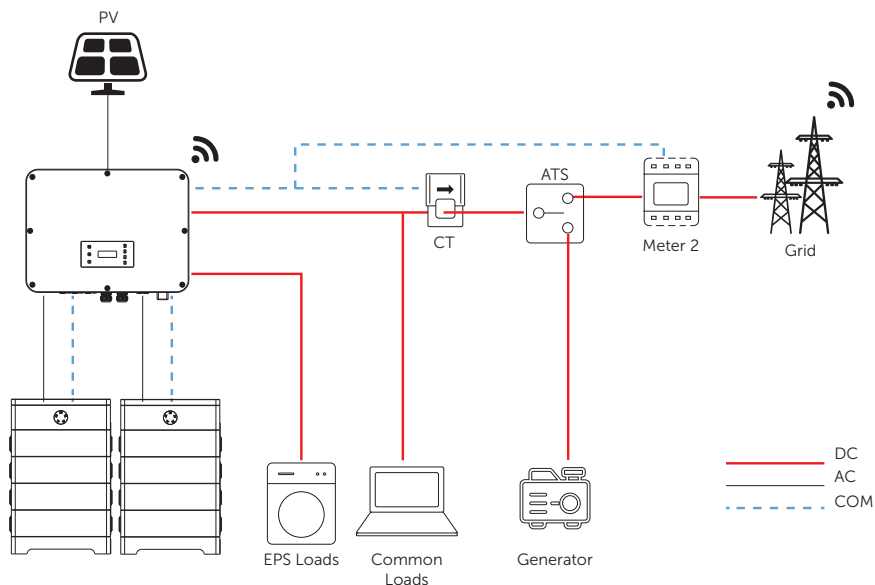 PV
ATS
CT
Meter 2
Grid
EPS Loads
Common
Loads
Generator
DC
AC
COM